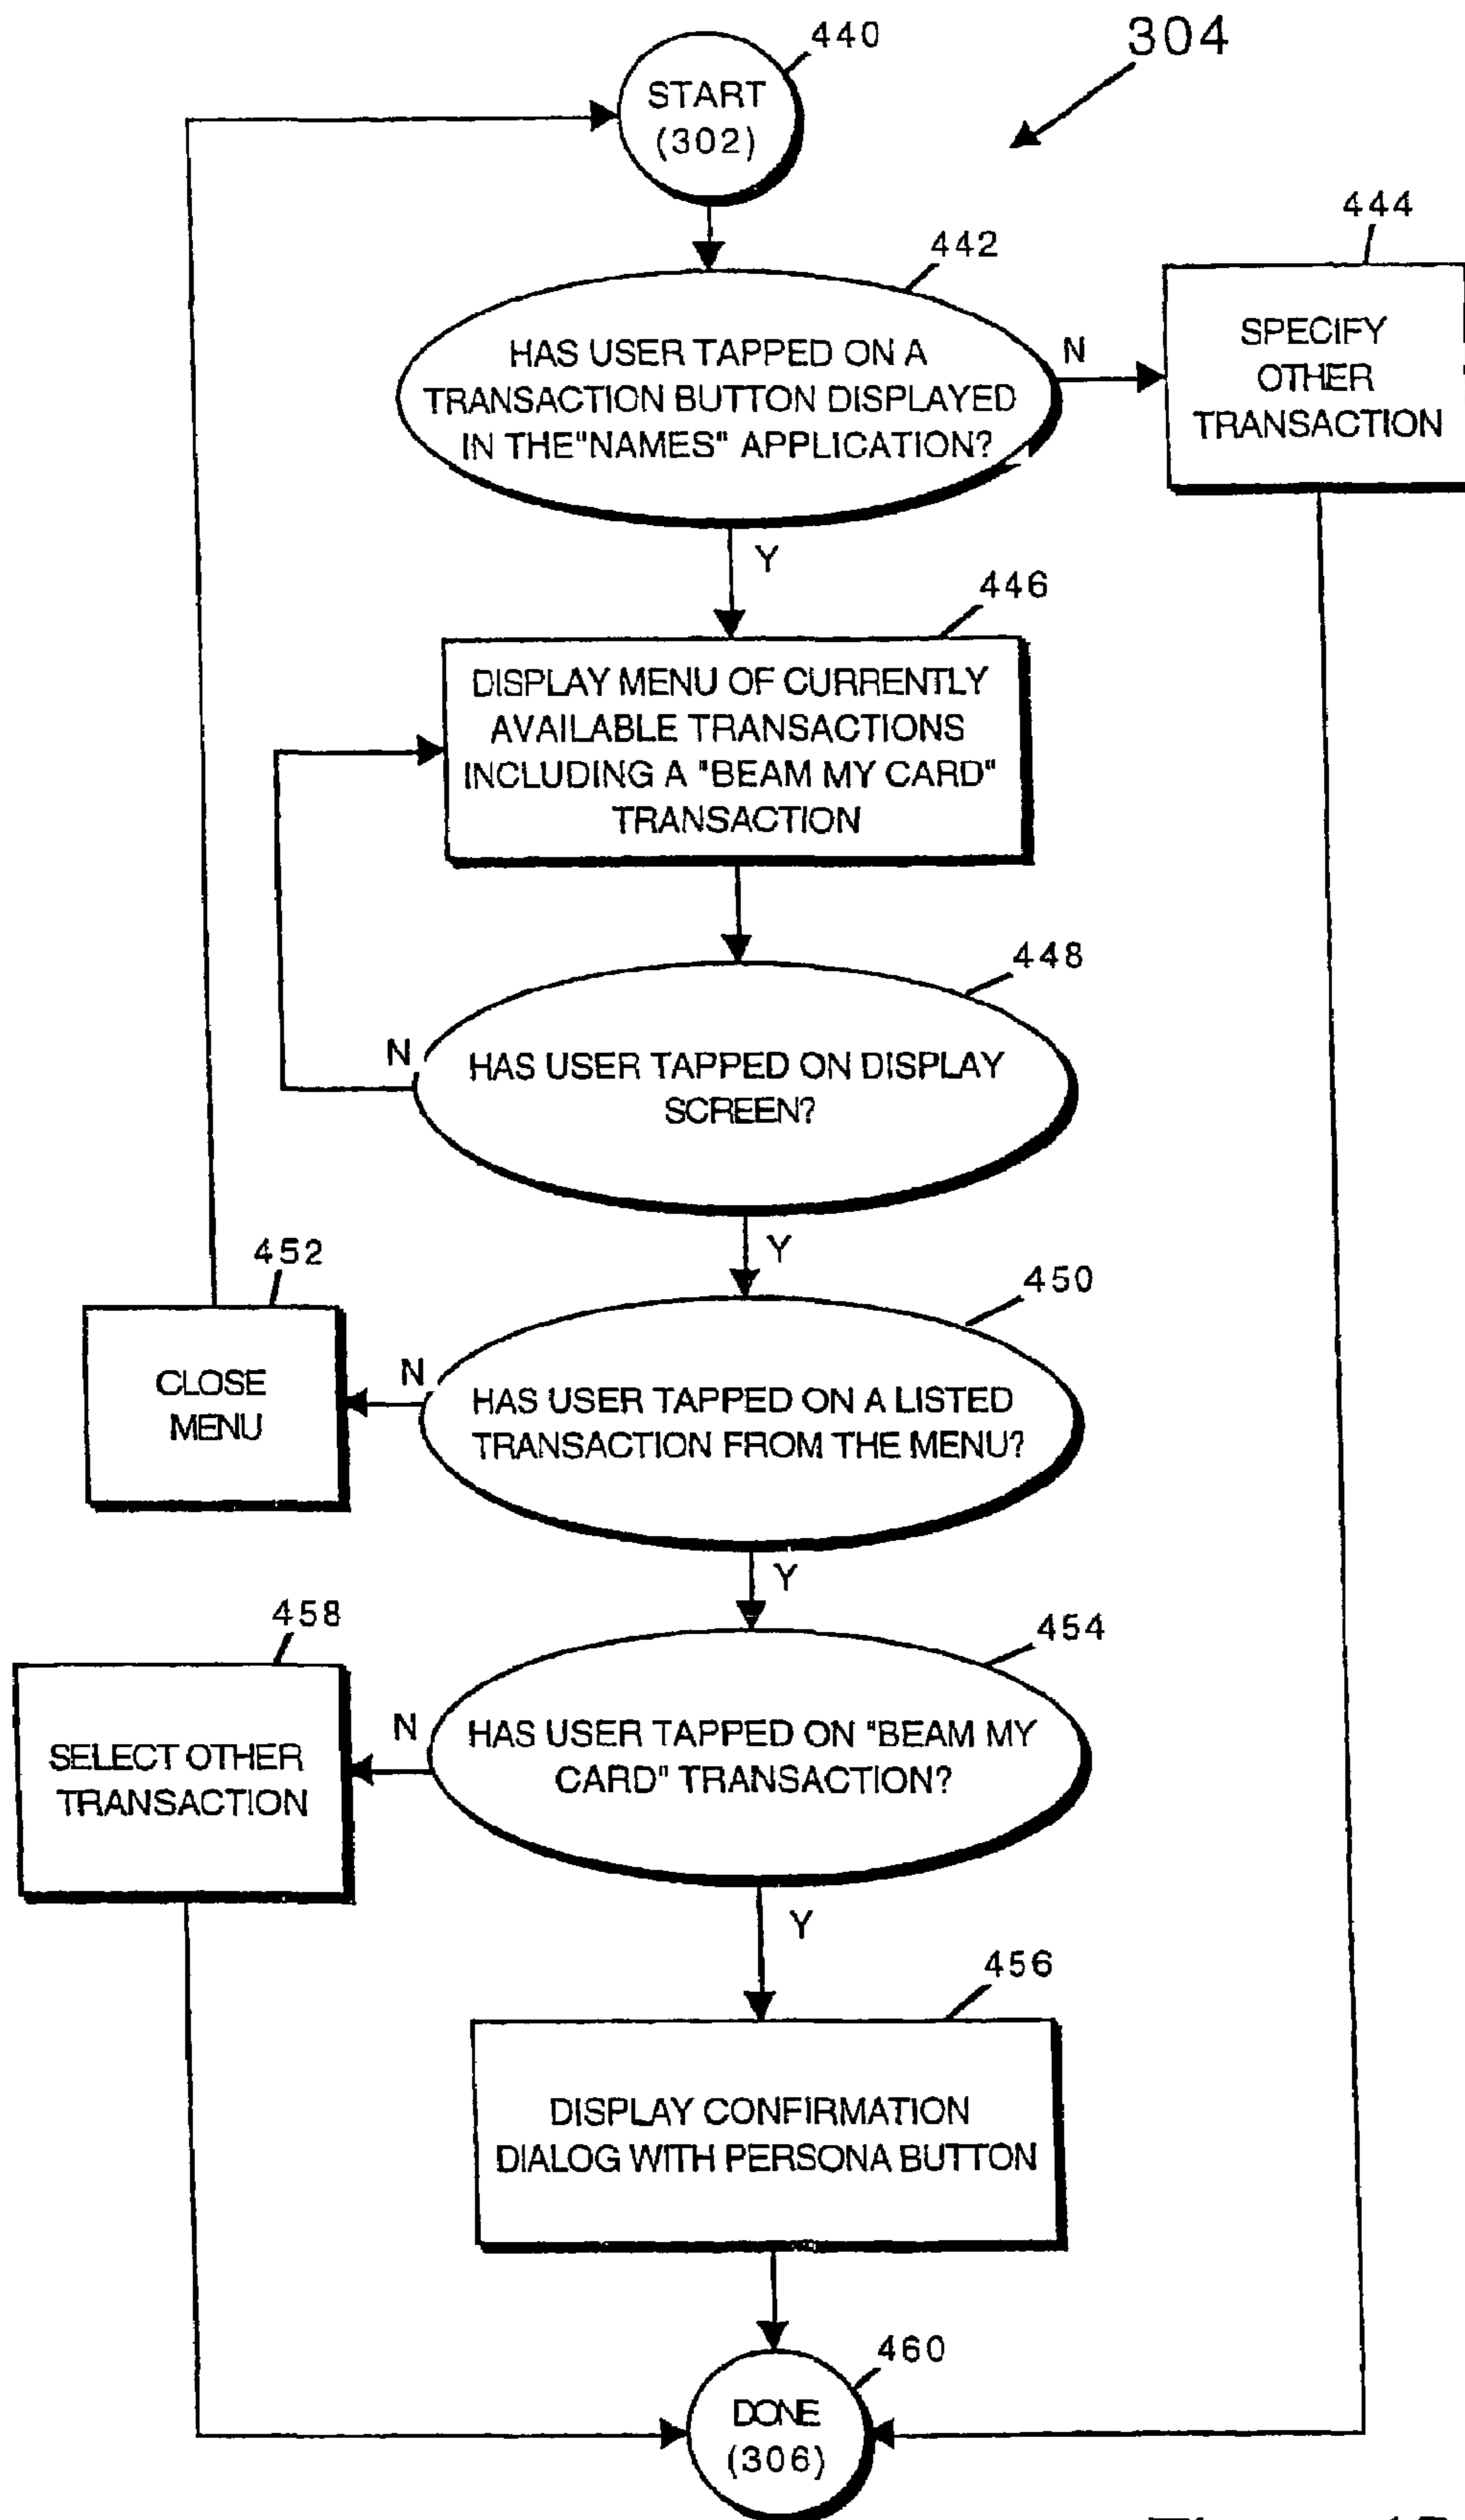 440
304
START
(302)
444
442
HAS USER TAPPED ON A
TRANSACTION BUTTON DISPLAYED
IN THE"NAMES" APPLICATION?
N
SPECIFY
OTHER
TRANSACTION
Y
446
DISPLAY MENU OF CURRENTLY
AVAILABLE TRANSACTIONS
INCLUDING A "BEAM MY CARD"
TRANSACTION
448
N
HAS USER TAPPED ON DISPLAY
SCREEN?
Y
452
450
CLOSE
MENU
N
HAS USER TAPPED ON A LISTED
TRANSACTION FROM THE MENU?
Y
458
454
SELECT OTHER
TRANSACTION
N
HAS USER TAPPED ON "BEAM MY
CARD" TRANSACTION?
Y
456
DISPLAY CONFIRMATION
DIALOG WITH PERSONA BUTTON
460
DONE
(306)